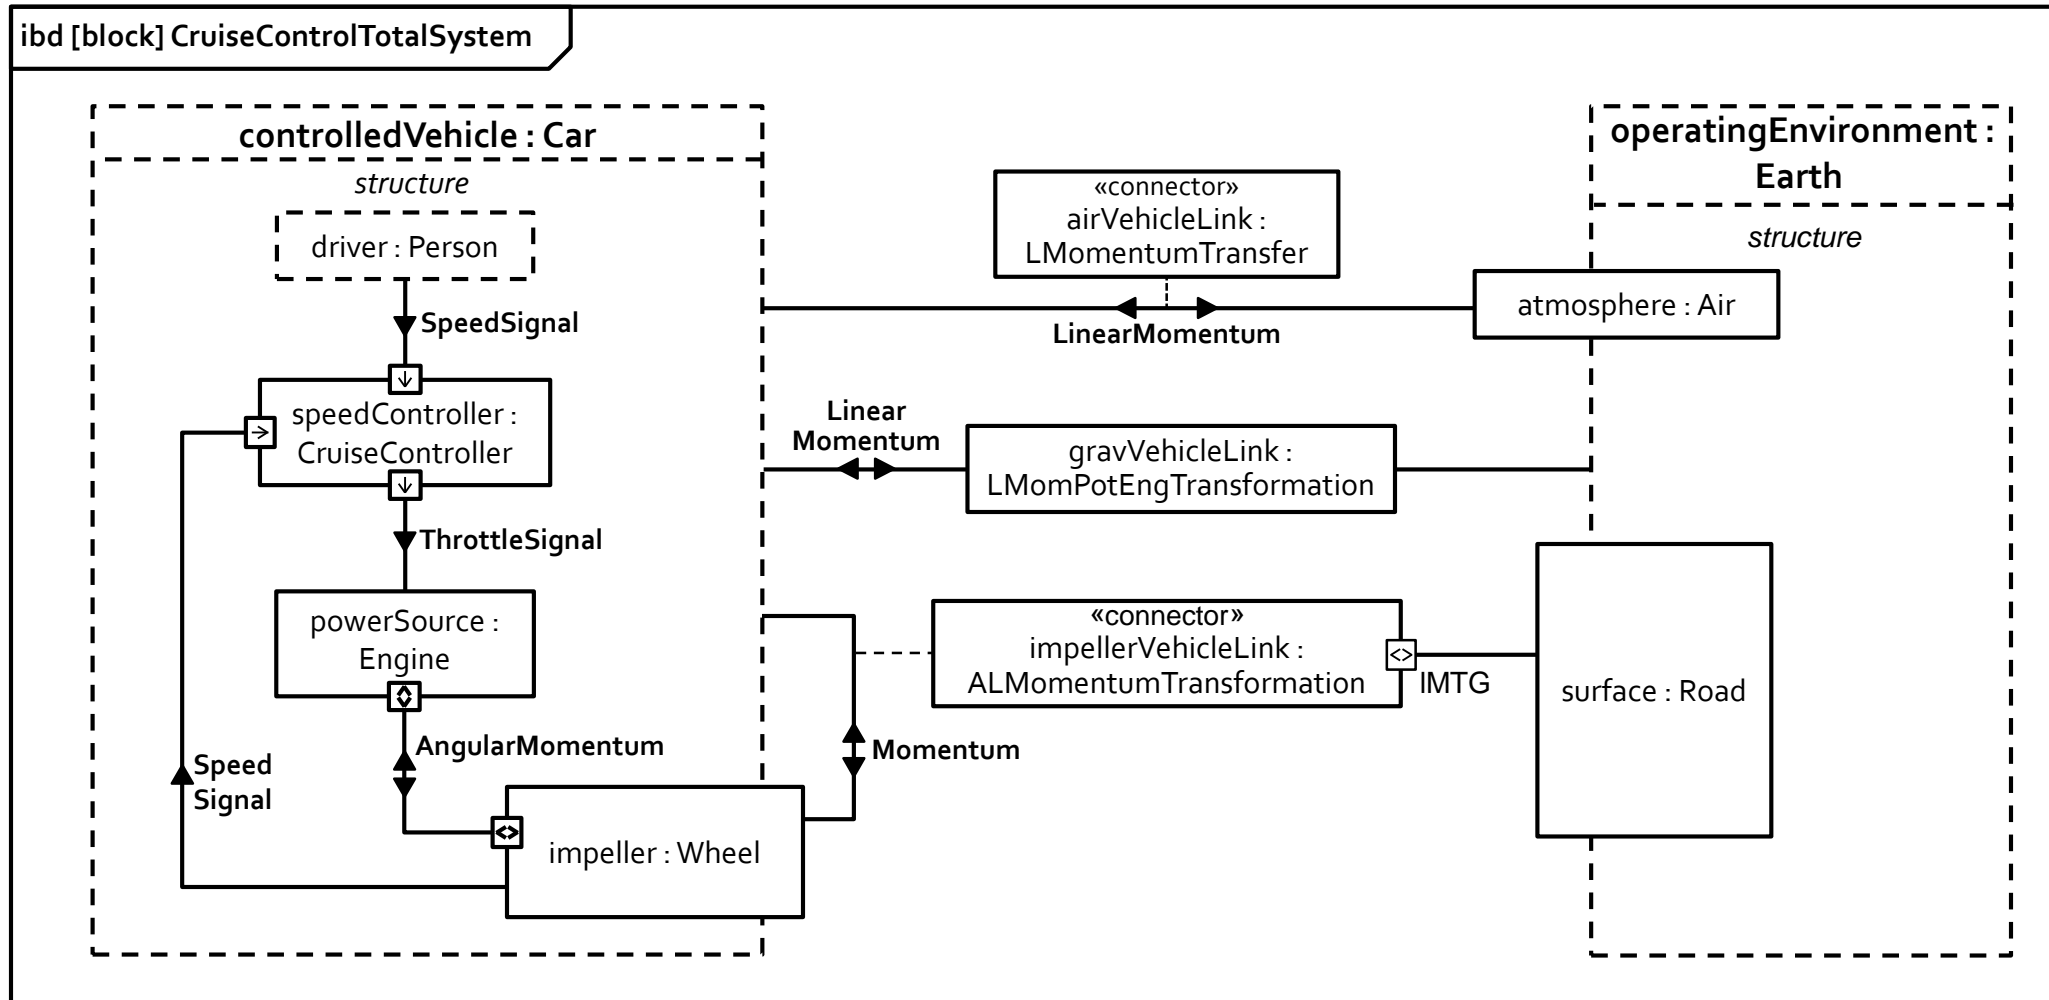 ibd [block] CruiseControlTotalSystem
controlledVehicle : Car
structure
driver : Person
SpeedSignal
speedController :
CruiseController
ThrottleSignal
powerSource :
Engine
AngularMomentum
Speed
Signal
impeller : Wheel
«connector»
airVehicleLink :
LMomentumTransfer
LinearMomentum
Linear
Momentum
gravVehicleLink :
LMomPotEngTransformation
«connector»
impellerVehicleLink :
ALMomentumTransformation
IMTG
Momentum
operatingEnvironment :
Earth
structure
atmosphere : Air
surface : Road